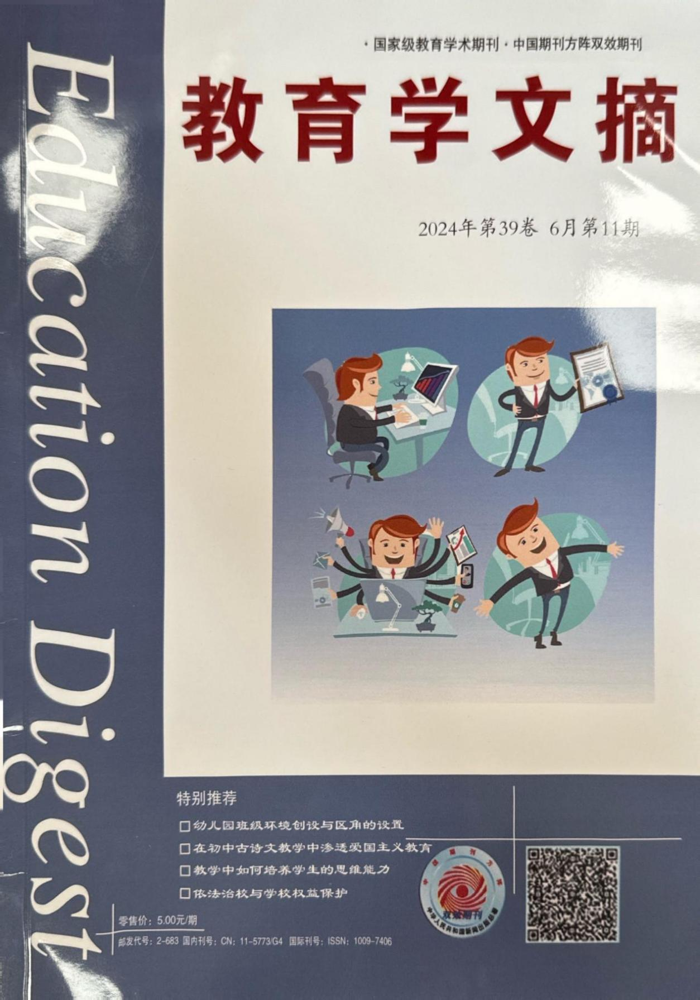 ·国家级教育学术期刊·中国期刊方阵双效期刊
教育学文摘
2024年第39卷 6月第11期
Education Digest
特别推荐
□幼儿园班级环境创设与区角的设置
□在初中古诗文教学中渗透爱国主义教育
□教学中如何培养学生的思维能力
□依法治校与学校权益保护
中国期刊方阵
双效期刊
中华人民共和国新闻出版总署
零售价：5.00元/期
邮发代号：2-683 国内刊号：CN：11-5773/G4 国际刊号：ISSN：1009-7406